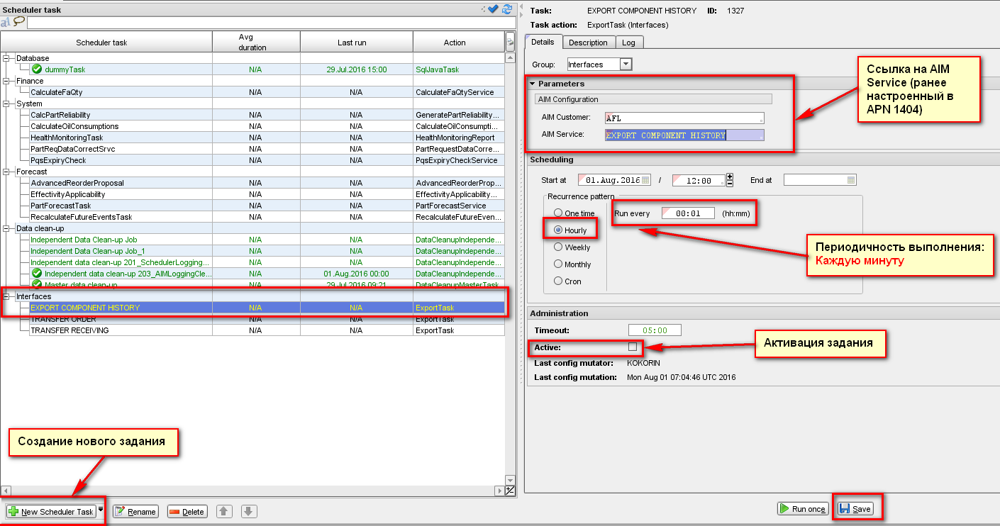 Scheduler task
Scheduler task Avg duration Last run Action
Database
dummyTask N/A 29.Jul.2016 15:00 SqlJavaTask
Finance
CalculateFaQty N/A N/A CalculateFaQtyService
System
CalcPartReliability N/A N/A GeneratePartReliability...
CalculateOilConsumptions N/A N/A CalculateOilConsumpti...
HealthMonitoringTask N/A N/A HealthMonitoringReport
PartReqDataCorrectSrvc N/A N/A PartRequestDataCorre...
PqsExpiryCheck N/A N/A PqsExpiryCheckService
Forecast
AdvancedReorderProposal N/A N/A AdvancedReorderProp...
EffectivityApplicability N/A N/A EffectivityApplicability...
PartForecastTask N/A N/A PartForecastService
RecalculateFutureEventsTask N/A N/A RecalculateFutureEven...
Data clean-up
Independent Data Clean-up Job N/A N/A DataCleanupIndepende...
Independent Data Clean-up Job_1 N/A N/A DataCleanupIndepende...
Independent data clean-up 201_SchedulerLogging... N/A N/A DataCleanupIndepende...
Independent data clean-up 203_AIMLoggingCle... N/A 01.Aug.2016 00:00 DataCleanupIndepende...
Master data clean-up N/A 29.Jul.2016 09:21 DataCleanupMasterTask
Interfaces
EXPORT COMPONENT HISTORY N/A N/A ExportTask
TRANSFER ORDER N/A N/A ExportTask
TRANSFER RECEIVING N/A N/A ExportTask
Создание нового задания
New Scheduler Task Rename Delete
Task: EXPORT COMPONENT HISTORY ID: 1327
Task action: ExportTask (Interfaces)
Details Description Log
Group: Interfaces
Parameters
AIM Configuration
AIM Customer: AFL
AIM Service: EXPORT COMPONENT HISTORY
Ссылка на AIM
Service (ранее
настроенный в
APN 1404)
Scheduling
Start at 01.Aug.2016 / 12:00 End at
Recurrence pattern
One time Run every 00:01 (hh:mm)
Hourly
Weekly
Monthly
Cron
Периодичность выполнения:
Каждую минуту
Administration
Timeout: 05:00
Active:
Активация задания
Last config mutator: KOKORIN
Last config mutation: Mon Aug 01 07:04:46 UTC 2016
Run once Save